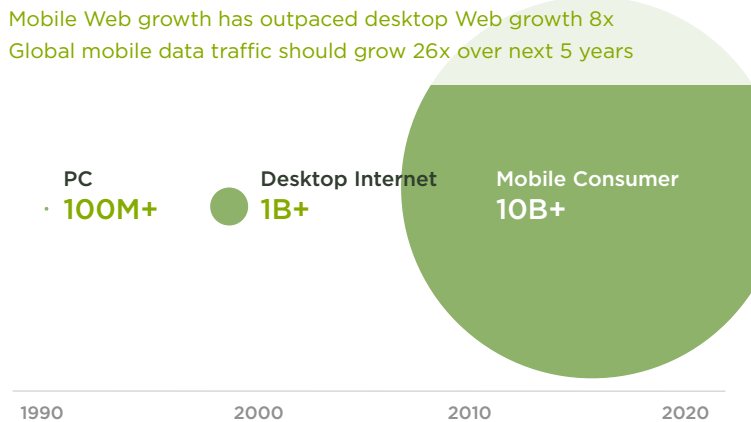 Mobile Web growth has outpaced desktop Web growth 8x
Global mobile data traffic should grow 26x over next 5 years
PC
100M+
Desktop Internet
1B+
Mobile Consumer
10B+
1990 2000 2010 2020